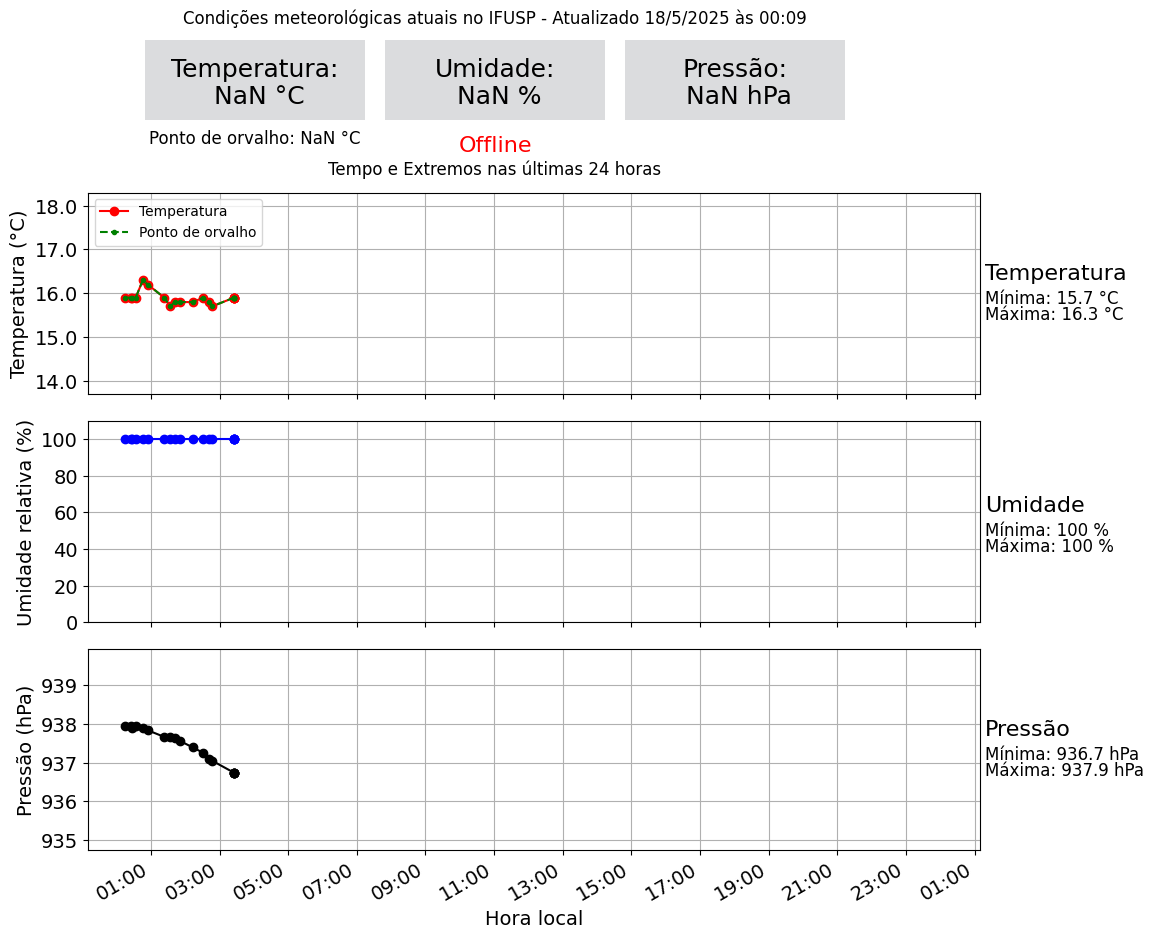 Condições meteorológicas atuais no IFUSP - Atualizado 18/5/2025 às 00:09
Temperatura:
NaN °C
Umidade:
NaN %
Pressão:
NaN hPa
Ponto de orvalho: NaN °C
Offline
Tempo e Extremos nas últimas 24 horas
Temperatura (°C)
18.0
17.0
16.0
15.0
14.0
Temperatura
Ponto de orvalho
Temperatura
Mínima: 15.7 °C
Máxima: 16.3 °C
Umidade relativa (%)
100
80
60
40
20
0
Umidade
Mínima: 100 %
Máxima: 100 %
Pressão (hPa)
939
938
937
936
935
Pressão
Mínima: 936.7 hPa
Máxima: 937.9 hPa
01:00 03:00 05:00 07:00 09:00 11:00 13:00 15:00 17:00 19:00 21:00 23:00 01:00
Hora local